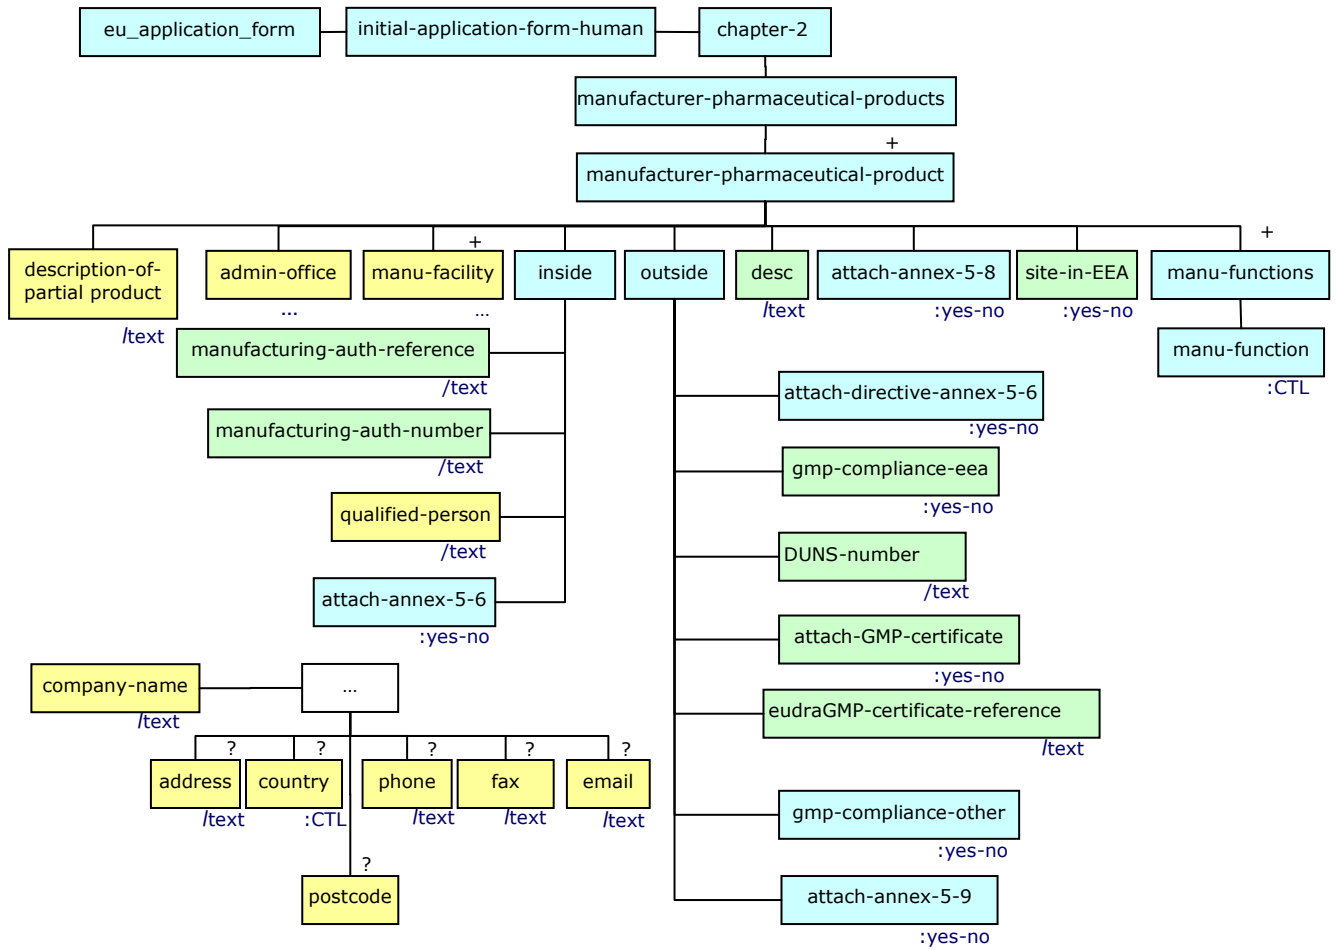 eu_application_form
initial-application-form-human
chapter-2
manufacturer-pharmaceutical-products
+
manufacturer-pharmaceutical-product
+
+
description-of-
partial product
admin-office
manu-facility
inside
outside
desc
attach-annex-5-8
site-in-EEA
manu-functions
/text
...
...
/text
:yes-no
:yes-no
manufacturing-auth-reference
/text
manu-function
:CTL
attach-directive-annex-5-6
:yes-no
manufacturing-auth-number
/text
gmp-compliance-eea
:yes-no
qualified-person
/text
DUNS-number
/text
attach-annex-5-6
:yes-no
attach-GMP-certificate
:yes-no
company-name
/text
...
eudraGMP-certificate-reference
/text
?
?
?
?
?
address
country
phone
fax
email
/text
:CTL
/text
/text
/text
gmp-compliance-other
:yes-no
?
postcode
attach-annex-5-9
:yes-no